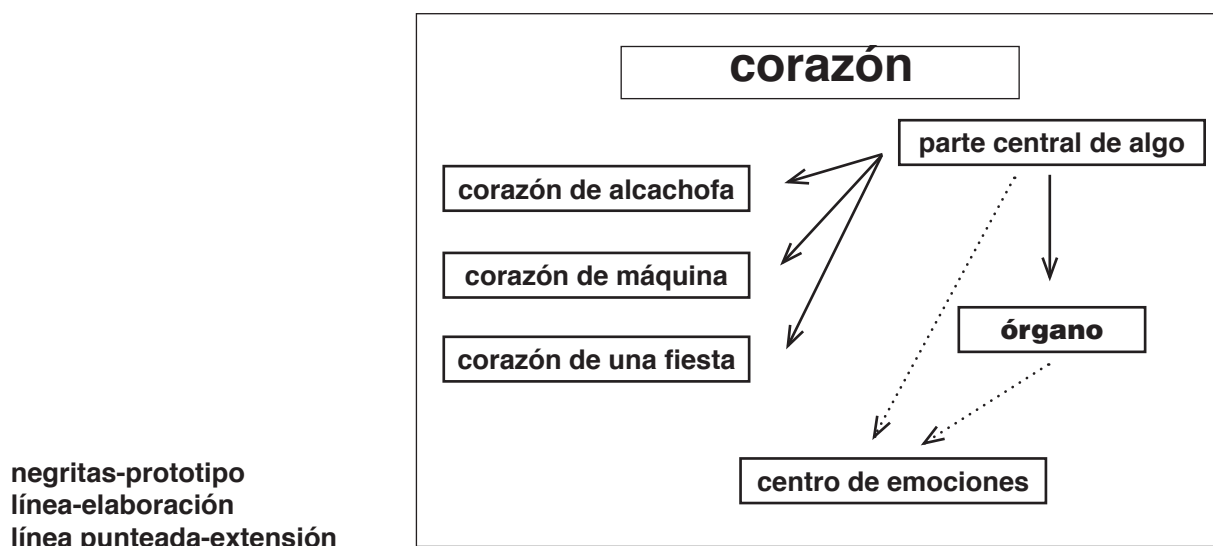 corazón
parte central de algo
corazón de alcachofa
corazón de máquina
órgano
corazón de una fiesta
centro de emociones
negritas-prototipo
línea-elaboración
línea punteada-extensión